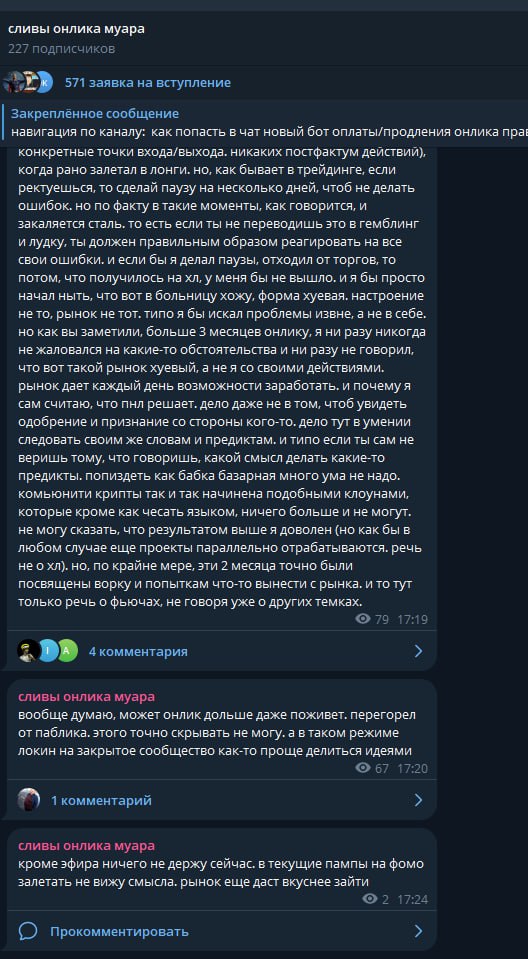 сливы онлика муара
227 подписчиков
571 заявка на вступление
Закреплённое сообщение
навигация по каналу: как попасть в чат новый бот оплаты/продления онлика прав
конкретные точки входа/выхода. никаких постфактум действий),
когда рано залетал в лонги. но, как бывает в трейдинге, если
ректуешься, то сделай паузу на несколько дней, чтоб не делать
ошибок. но по факту в такие моменты, как говорится, и
закаляется сталь. то есть если ты не переводишь это в гемблинг
и лудку, ты должен правильным образом реагировать на все
свои ошибки. и если бы я делал паузы, отходил от торгов, то
потом, что получилось на хл, у меня бы не вышло. и я бы просто
начал ныть, что вот в больницу хожу, форма хуевая. настроение
не то, рынок не тот. типо я бы искал проблемы извне, а не в себе.
но как вы заметили, больше 3 месяцев онлику, я ни разу никогда
не жаловался на какие-то обстоятельства и ни разу не говорил,
что вот такой рынок хуевый, а не я со своими действиями.
рынок дает каждый день возможности заработать. и почему я
сам считаю, что пнл решает. дело даже не в том, чтоб увидеть
одобрение и признание со стороны кого-то. дело тут в умении
следовать своим же словам и предиктам. и типо если ты сам не
веришь тому, что говоришь, какой смысл делать какие-то
предикты. попиздеть как бабка базарная много ума не надо.
комьюнити крипты так и так начинена подобными клоунами,
которые кроме как чесать языком, ничего больше и не могут.
не могу сказать, что результатом выше я доволен (но как бы в
любом случае еще проекты параллельно отрабатываются. речь
не о хл). но, по крайне мере, эти 2 месяца точно были
посвящены ворку и попыткам что-то вынести с рынка. и то тут
только речь о фьючах, не говоря уже о других темках.
79 17:19
І А 4 комментария
сливы онлика муара
вообще думаю, может онлик дольше даже поживет. перегорел
от паблика. этого точно скрывать не могу. а в таком режиме
локин на закрытое сообщество как-то проще делиться идеями
67 17:20
1 комментарий
сливы онлика муара
кроме эфира ничего не держу сейчас. в текущие пампы на фомо
залетать не вижу смысла. рынок еще даст вкуснее зайти
2 17:24
Прокомментировать